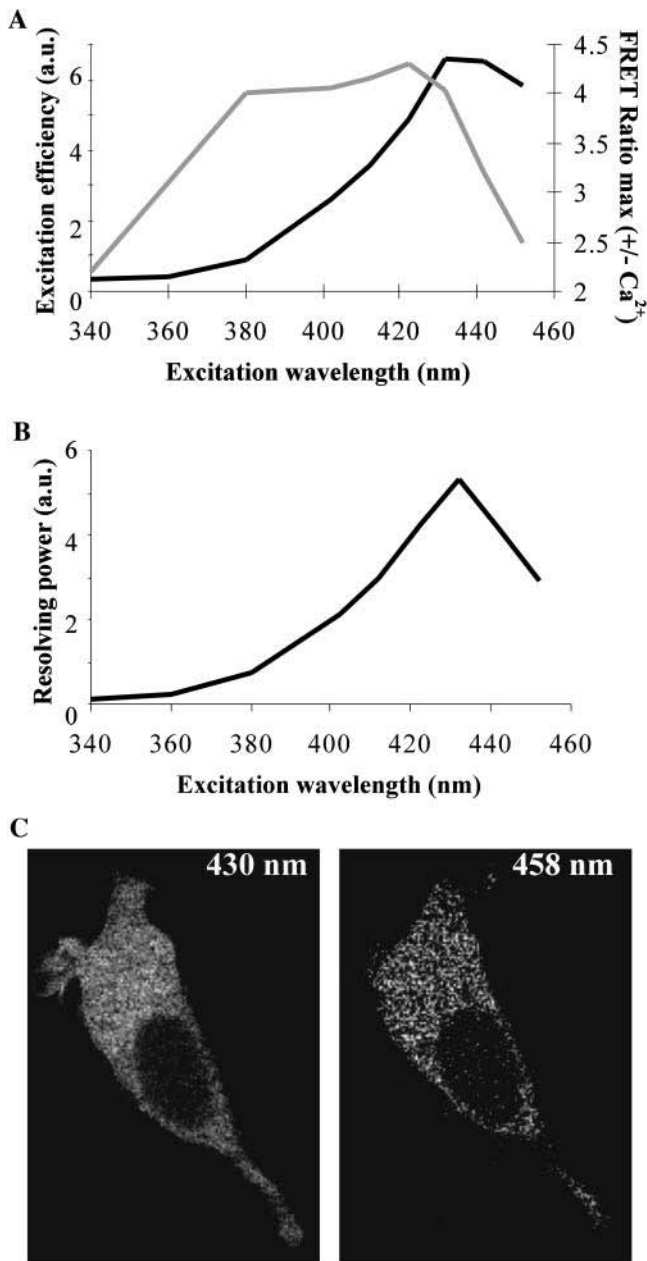 A
Excitation efficiency (a.u.)
6
4
2
0
4.5
4
3.5
3
2.5
2
FRET Ratio max (+/- Ca²⁺)
340 360 380 400 420 440 460
Excitation wavelength (nm)
B
Resolving power (a.u.)
6
4
2
0
340 360 380 400 420 440 460
Excitation wavelength (nm)
C
430 nm
458 nm